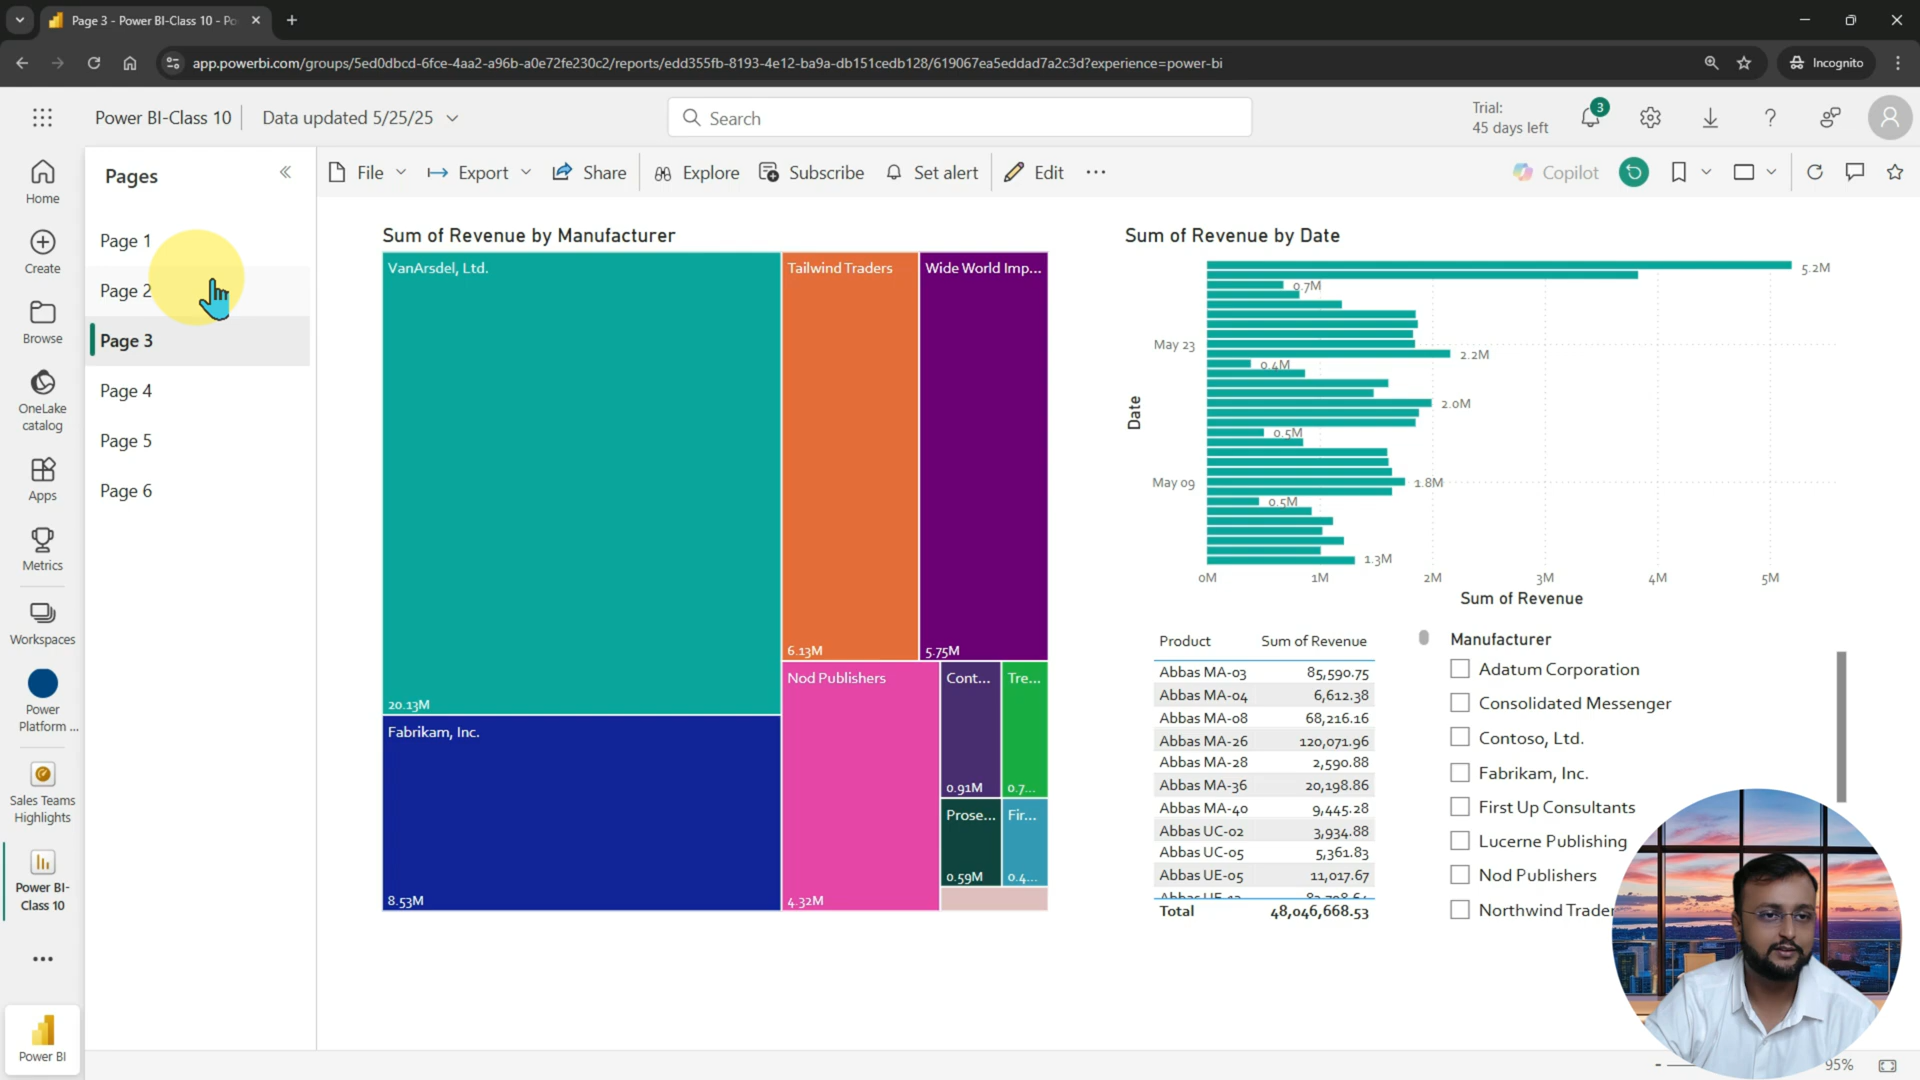 Page 3 - Power BI-Class 10 - Po
app.powerbi.com/groups/5ed0dbcd-6fce-4aa2-a96b-a0e72fe230c2/reports/edd355fb-8193-4e12-ba9a-db151cedb128/619067ea5eddad7a2c3d?experience=power-bi
Incognito
Power BI-Class 10
Data updated 5/25/25
Search
Trial:
45 days left
3
Home
Create
Browse
OneLake
catalog
Apps
Metrics
Workspaces
Power
Platform ...
Sales Teams
Highlights
Power BI-
Class 10
Power BI
Pages
Page 1
Page 2
Page 3
Page 4
Page 5
Page 6
File
Export
Share
Explore
Subscribe
Set alert
Edit
Copilot
Sum of Revenue by Manufacturer
VanArsdel, Ltd.
20.13M
Fabrikam, Inc.
8.53M
Tailwind Traders
6.13M
Wide World Imp...
5.75M
Nod Publishers
4.32M
Cont...
0.91M
Tre...
0.7...
Prose...
0.59M
Fir...
0.4...
Sum of Revenue by Date
5.2M
0.7M
May 23
2.2M
0.4M
2.0M
0.5M
May 09
1.8M
0.5M
1.3M
Date
0M 1M 2M 3M 4M 5M
Sum of Revenue
Product Sum of Revenue
Abbas MA-03 85,590.75
Abbas MA-04 6,612.38
Abbas MA-08 68,216.16
Abbas MA-26 120,071.96
Abbas MA-28 2,590.88
Abbas MA-36 20,198.86
Abbas MA-40 9,445.28
Abbas UC-02 3,934.88
Abbas UC-05 5,361.83
Abbas UE-05 11,017.67
Total 48,046,668.53
Manufacturer
Adatum Corporation
Consolidated Messenger
Contoso, Ltd.
Fabrikam, Inc.
First Up Consultants
Lucerne Publishing
Nod Publishers
Northwind Trader
95%